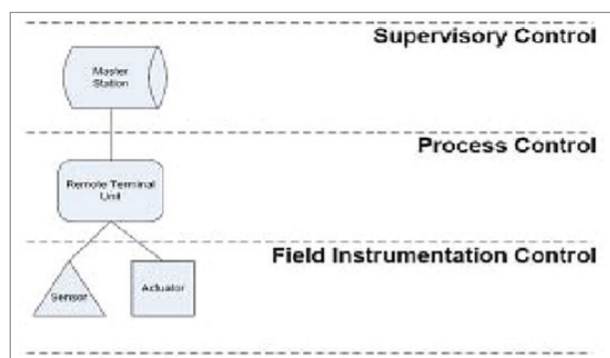 Supervisory Control
Master
Station
Process Control
Remote Terminal
Unit
Field Instrumentation Control
Sensor
Actuator